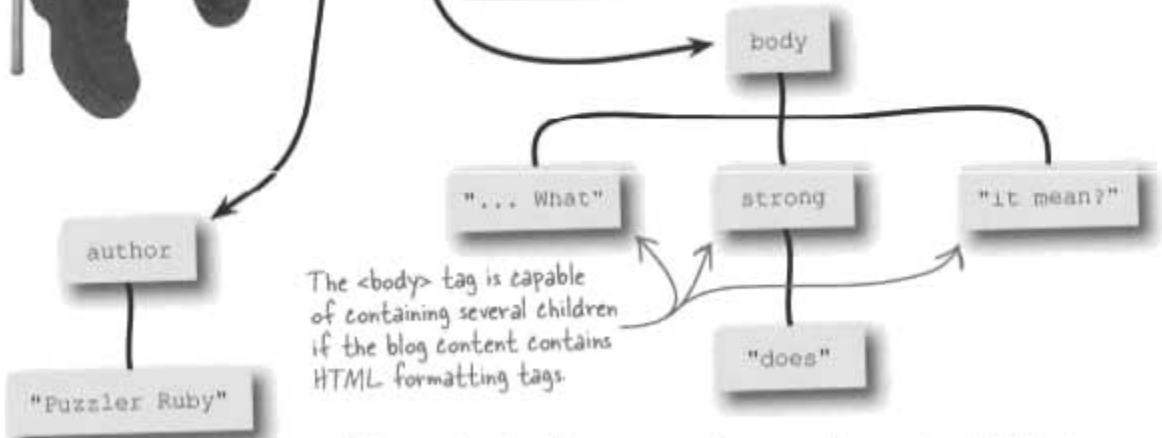 body
"... What"
strong
"it mean?"
author
The <body> tag is capable
of containing several children
if the blog content contains
HTML formatting tags.
"does"
"Puzzler Ruby"